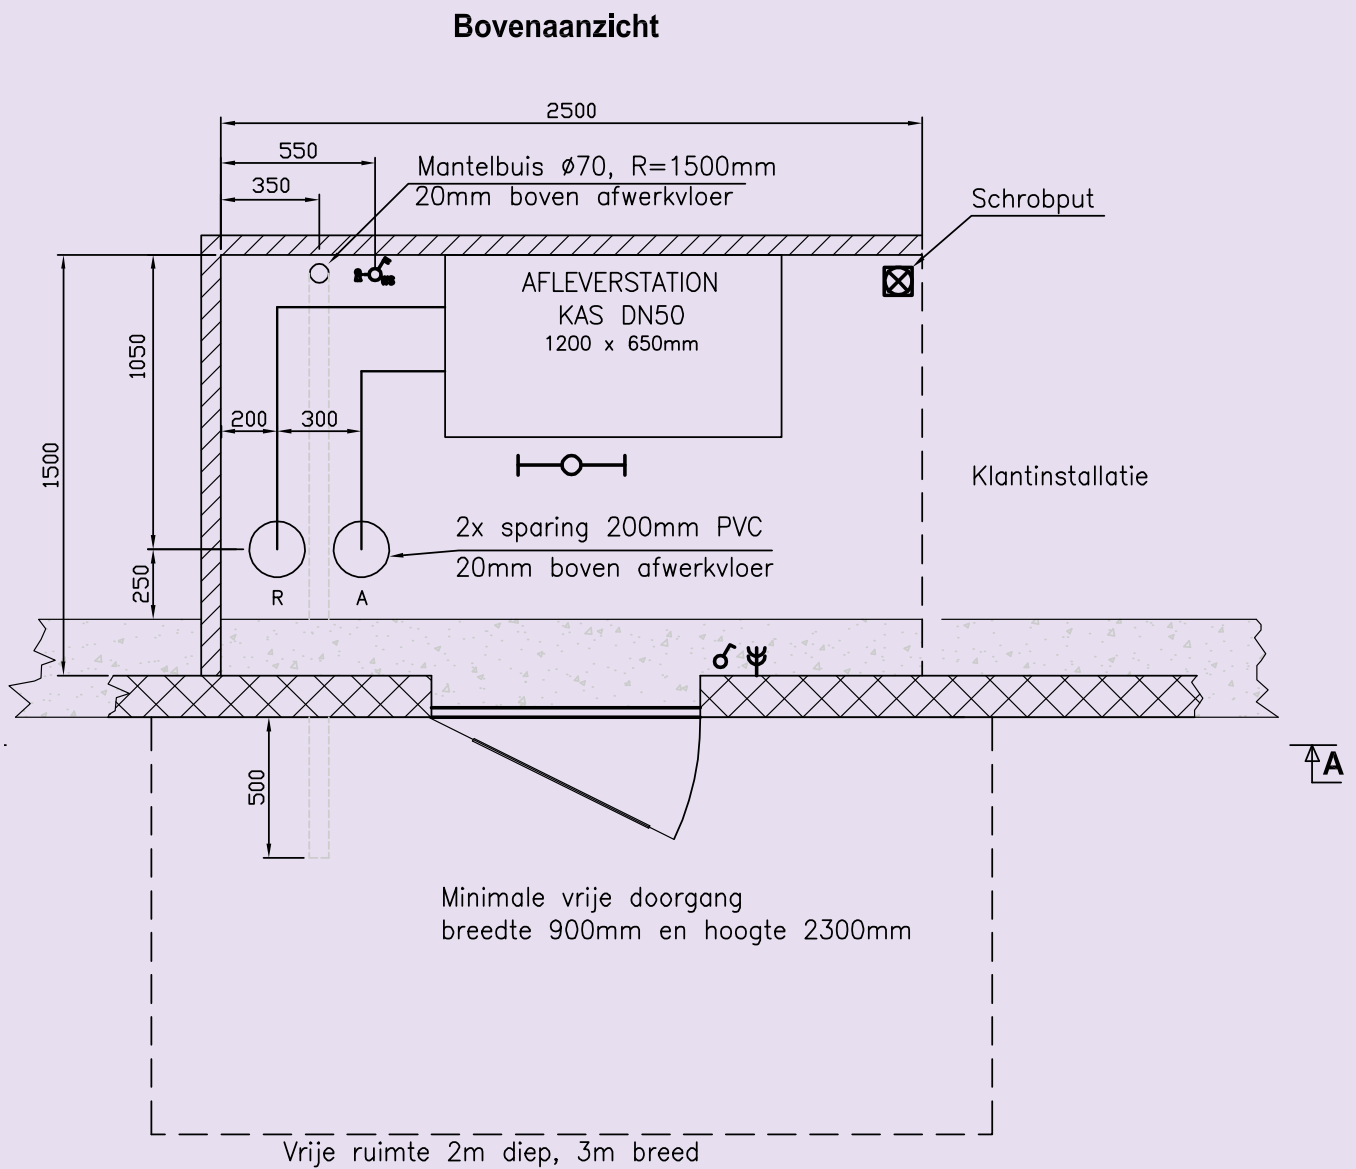 Bovenaanzicht
2500
550
Mantelbuis ø70, R=1500mm
20mm boven afwerkvloer
350
Schrobput
AFLEVERSTATION
KAS DN50
1200 x 650mm
WS
1050
200
300
1500
Klantinstallatie
2x sparing 200mm PVC
20mm boven afwerkvloer
250
R
A
500
A
Minimale vrije doorgang
breedte 900mm en hoogte 2300mm
Vrije ruimte 2m diep, 3m breed